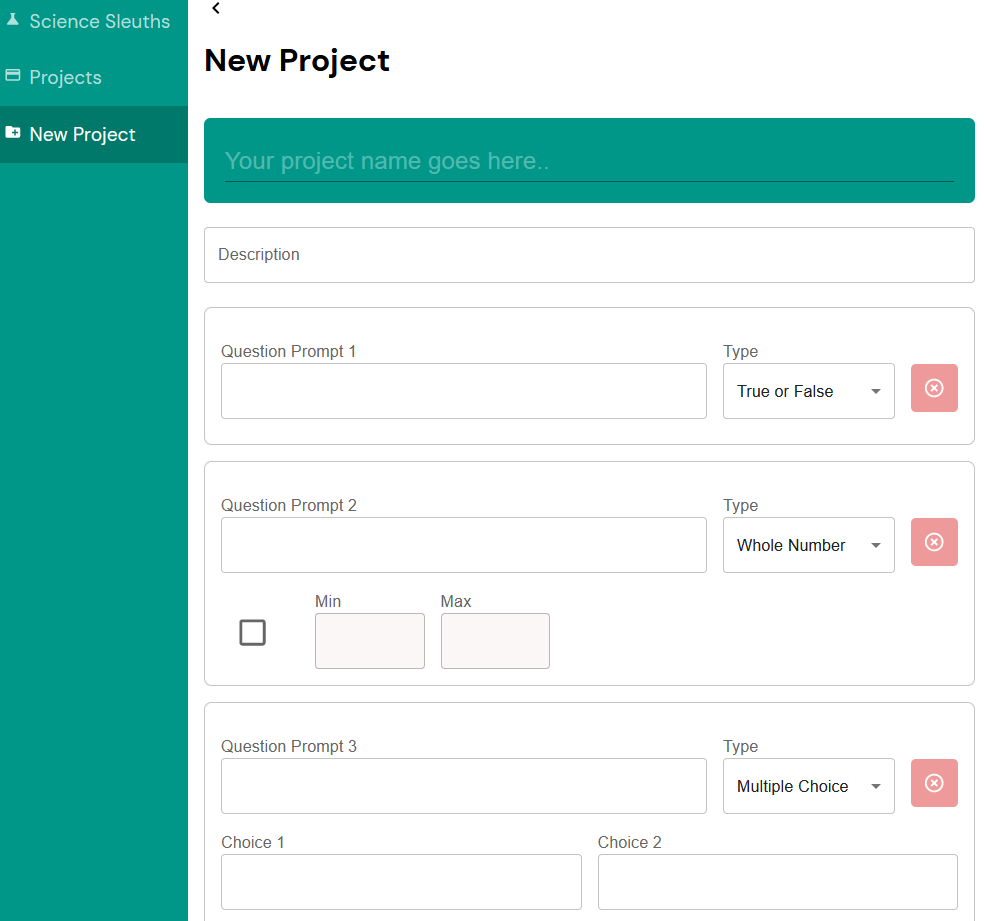 Science Sleuths
Projects
New Project
New Project
Your project name goes here..
Description
Question Prompt 1
Type
True or False
Question Prompt 2
Type
Whole Number
Min
Max
Question Prompt 3
Type
Multiple Choice
Choice 1
Choice 2